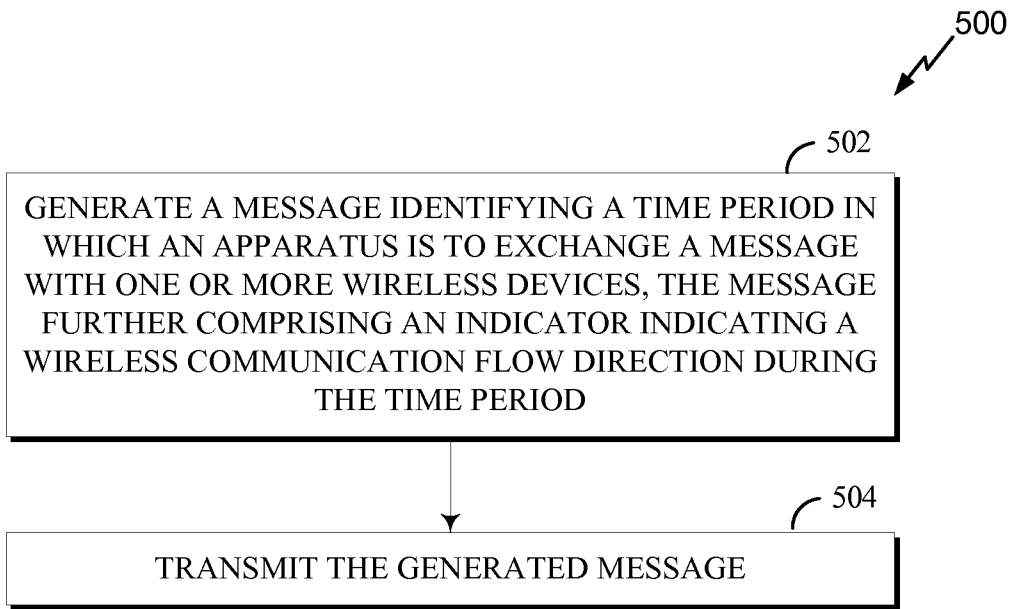 500
502
GENERATE A MESSAGE IDENTIFYING A TIME PERIOD IN
WHICH AN APPARATUS IS TO EXCHANGE A MESSAGE
WITH ONE OR MORE WIRELESS DEVICES, THE MESSAGE
FURTHER COMPRISING AN INDICATOR INDICATING A
WIRELESS COMMUNICATION FLOW DIRECTION DURING
THE TIME PERIOD
504
TRANSMIT THE GENERATED MESSAGE